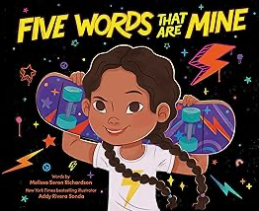 FIVE WORDS THAT ARE MINE
Words by
Melissa Seron Richardson
New York Times bestselling illustrator
Addy Rivera Sonda